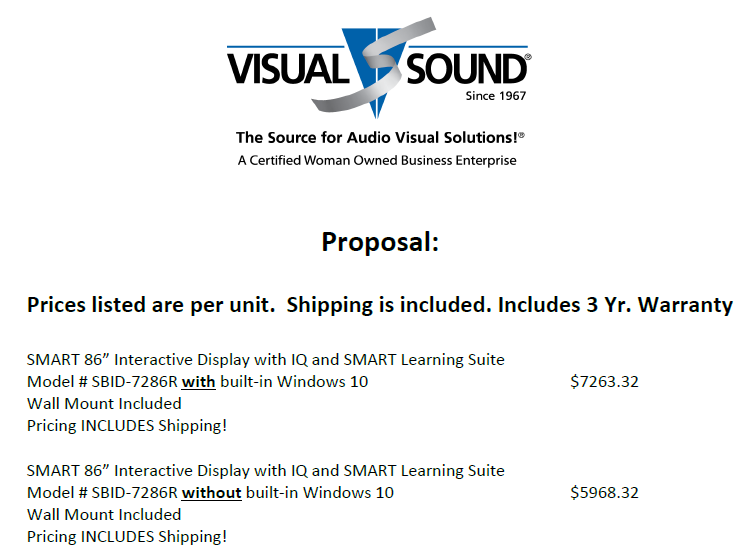 VISUAL SOUND®
Since 1967
The Source for Audio Visual Solutions!®
A Certified Woman Owned Business Enterprise
Proposal:
Prices listed are per unit.  Shipping is included. Includes 3 Yr. Warranty
SMART 86” Interactive Display with IQ and SMART Learning Suite
Model # SBID-7286R with built-in Windows 10 $7263.32
Wall Mount Included
Pricing INCLUDES Shipping!
SMART 86” Interactive Display with IQ and SMART Learning Suite
Model # SBID-7286R without built-in Windows 10 $5968.32
Wall Mount Included
Pricing INCLUDES Shipping!